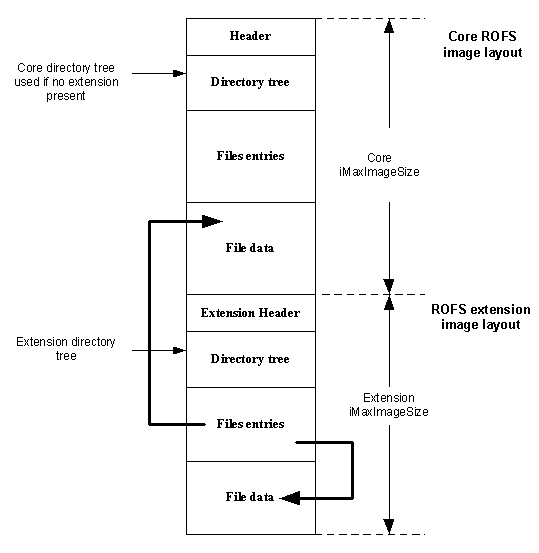 Header
Core ROFS
image layout
Core directory tree
used if no extension
present
Directory tree
Files entries
Core
iMaxImageSize
File data
Extension Header
ROFS extension
image layout
Extension directory
tree
Directory tree
Extension
iMaxImageSize
Files entries
File data